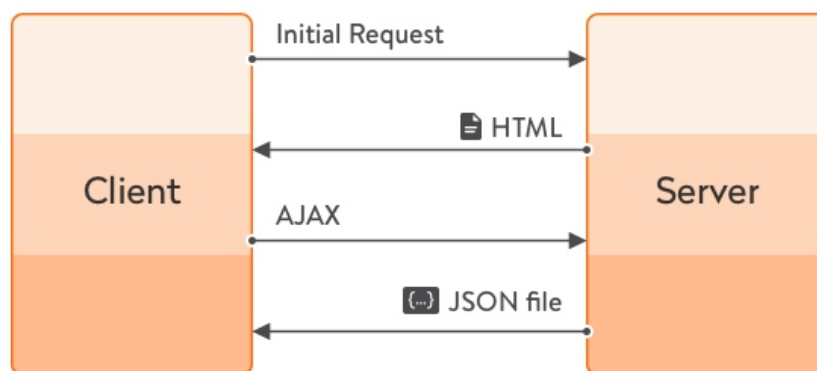 Initial Request
HTML
Client
Server
AJAX
{...} JSON file